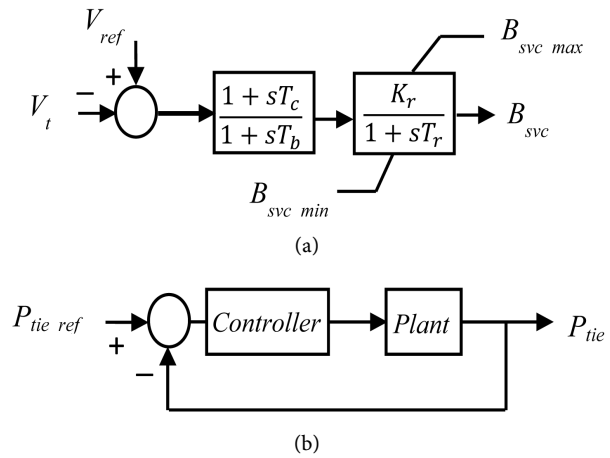 V_ref
B_svc max
+
−
V_t
1 + sT_c
1 + sT_b
K_r
1 + sT_r
B_svc
B_svc min
(a)
P_tie ref
+
−
Controller
Plant
P_tie
(b)